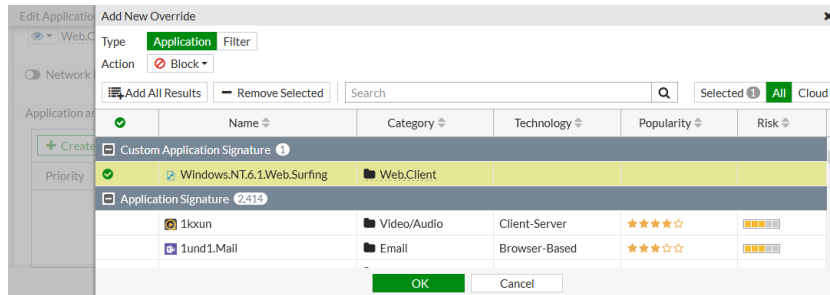 Edit Applicatio
Add New Override
Web.C
Type Application Filter
Action Block
Network
Add All Results Remove Selected Search Selected 1 All Cloud
Application an
Name Category Technology Popularity Risk
Create
Custom Application Signature 1
Priority
Windows.NT.6.1.Web.Surfing Web.Client
Application Signature 2,414
1kxun Video/Audio Client-Server
1und1.Mail Email Browser-Based
OK Cancel